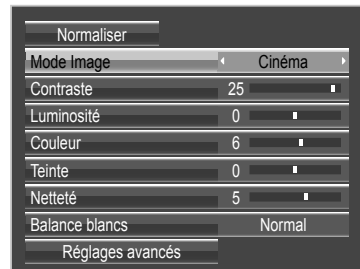 Normaliser
Mode Image Cinéma
Contraste 25
Luminosité 0
Couleur 6
Teinte 0
Netteté 5
Balance blancs Normal
Réglages avancés